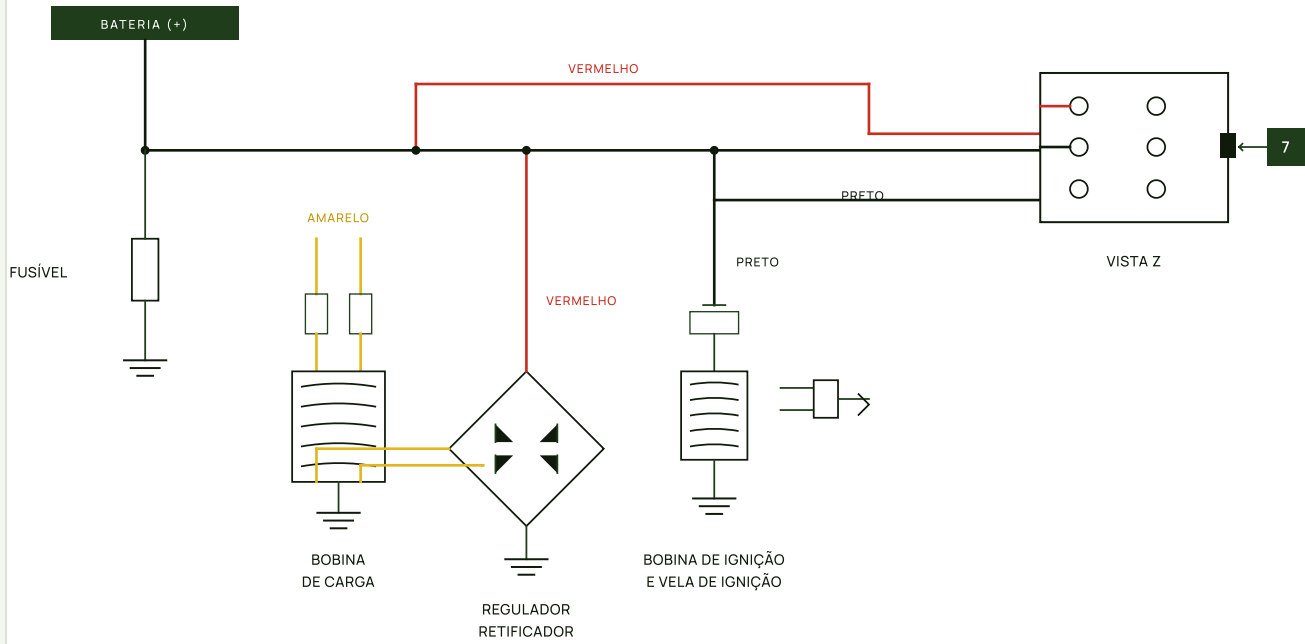 BATERIA (+)
VERMELHO
7
PRETO
AMARELO
FUSÍVEL
PRETO
VISTA Z
VERMELHO
BOBINA
DE CARGA
BOBINA DE IGNIÇÃO
E VELA DE IGNIÇÃO
REGULADOR
RETIFICADOR